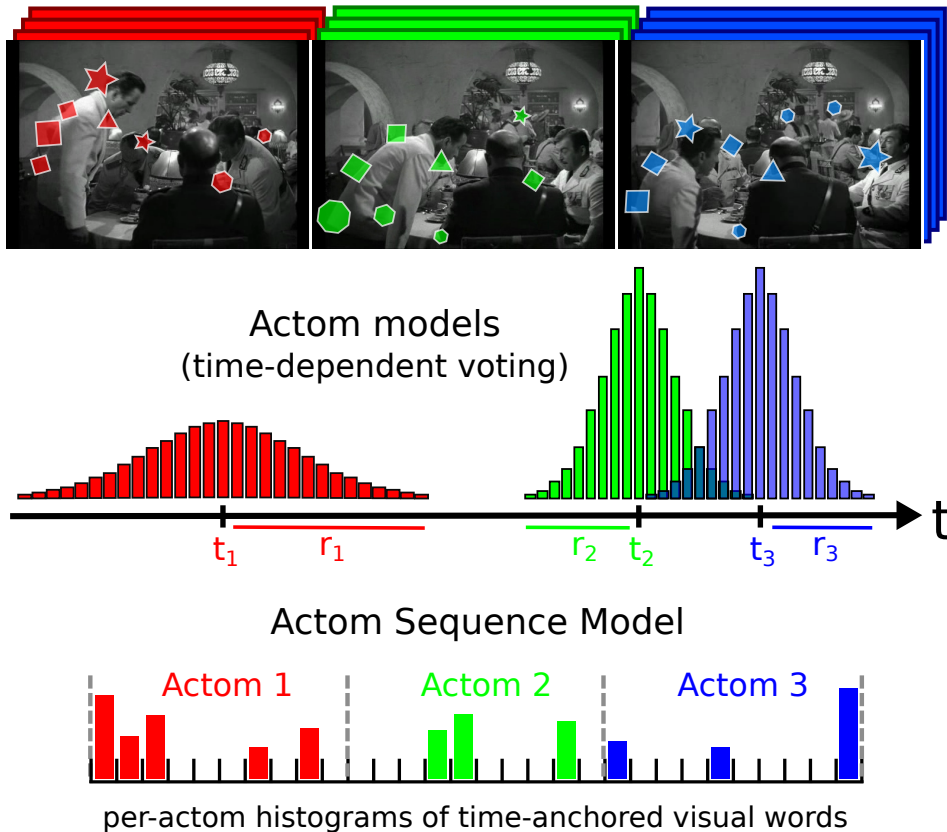 Actom models
(time-dependent voting)
t
t₁ r₁ r₂ t₂ t₃ r₃
Actom Sequence Model
Actom 1 Actom 2 Actom 3
per-actom histograms of time-anchored visual words